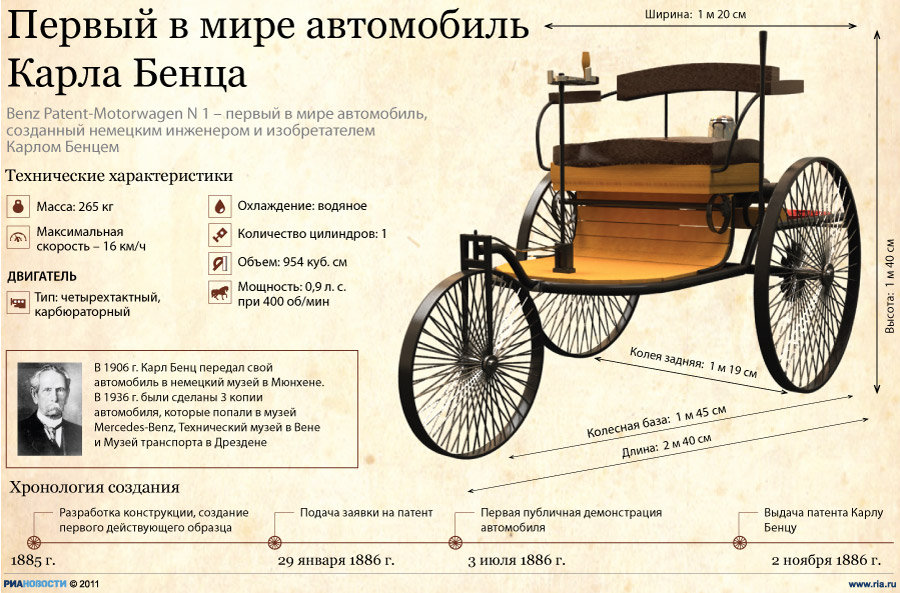 Первый в мире автомобиль
Карла Бенца
Benz Patent-Motorwagen N 1 – первый в мире автомобиль,
созданный немецким инженером и изобретателем
Карлом Бенцем
Технические характеристики
Масса: 265 кг
Максимальная
скорость – 16 км/ч
ДВИГАТЕЛЬ
Тип: четырехтактный,
карбюраторный
Охлаждение: водяное
Количество цилиндров: 1
Объем: 954 куб. см
Мощность: 0,9 л. с.
при 400 об/мин
Ширина: 1 м 20 см
Высота: 1 м 40 см
Колея задняя: 1 м 19 см
Колесная база: 1 м 45 см
Длина: 2 м 40 см
В 1906 г. Карл Бенц передал свой
автомобиль в немецкий музей в Мюнхене.
В 1936 г. были сделаны 3 копии
автомобиля, которые попали в музей
Mercedes-Benz, Технический музей в Вене
и Музей транспорта в Дрездене
Хронология создания
Разработка конструкции, создание
первого действующего образца
1885 г.
Подача заявки на патент
29 января 1886 г.
Первая публичная демонстрация
автомобиля
3 июля 1886 г.
Выдача патента Карлу
Бенцу
2 ноября 1886 г.
РИАНОВОСТИ © 2011
www.ria.ru